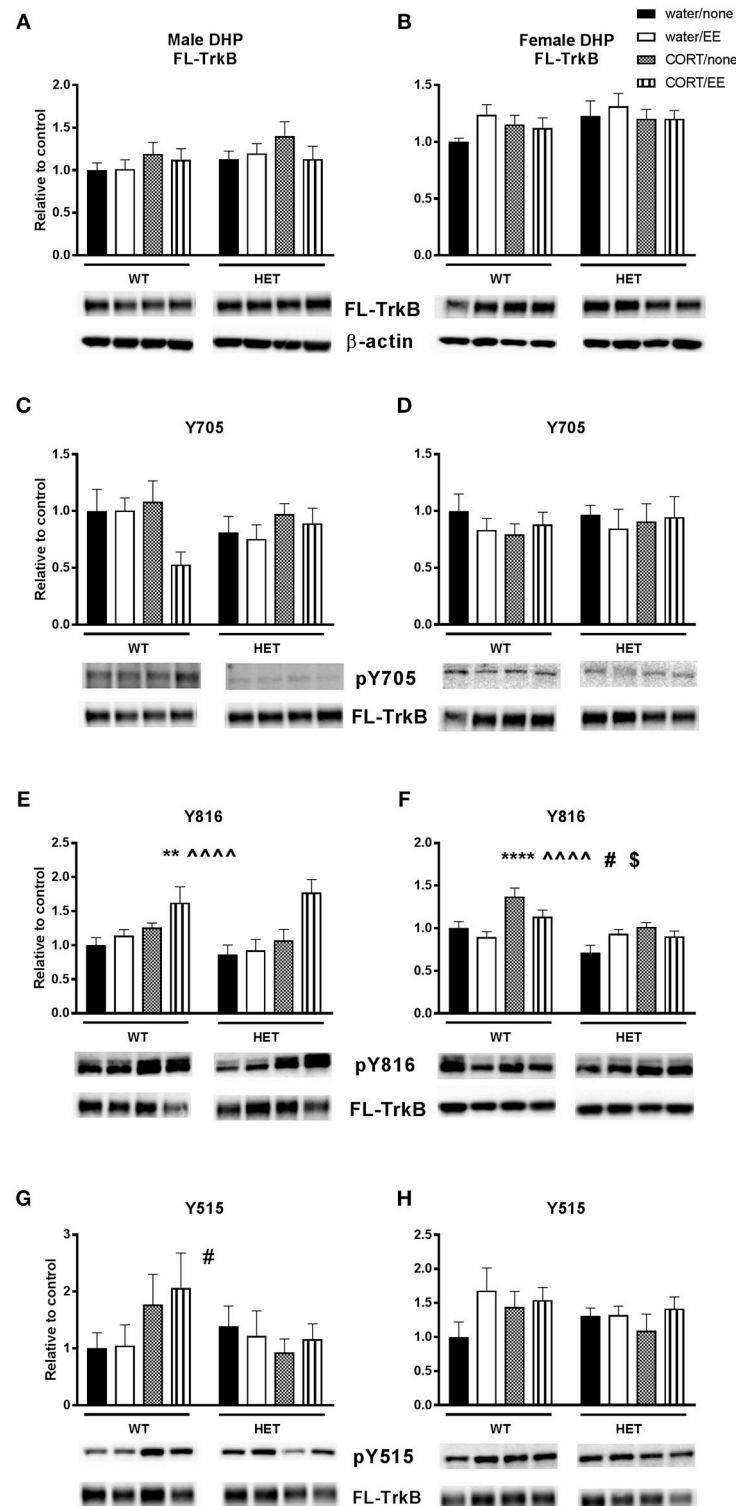 A
Male DHP
FL-TrkB
B
Female DHP
FL-TrkB
water/none
water/EE
CORT/none
CORT/EE
Relative to control
2.0
1.5
1.0
0.5
0.0
WT
HET
1.5
1.0
0.5
0.0
WT
HET
FL-TrkB
β-actin
C
Y705
Relative to control
1.5
1.0
0.5
0.0
WT
HET
D
Y705
1.5
1.0
0.5
0.0
WT
HET
pY705
FL-TrkB
E
Y816
Relative to control
2.5
2.0
1.5
1.0
0.5
0.0
** ^^^^
WT
HET
F
Y816
2.0
1.5
1.0
0.5
0.0
**** ^^^^ # $
WT
HET
pY816
FL-TrkB
G
Y515
Relative to control
3
2
1
0
#
WT
HET
H
Y515
2.5
2.0
1.5
1.0
0.5
0.0
WT
HET
pY515
FL-TrkB